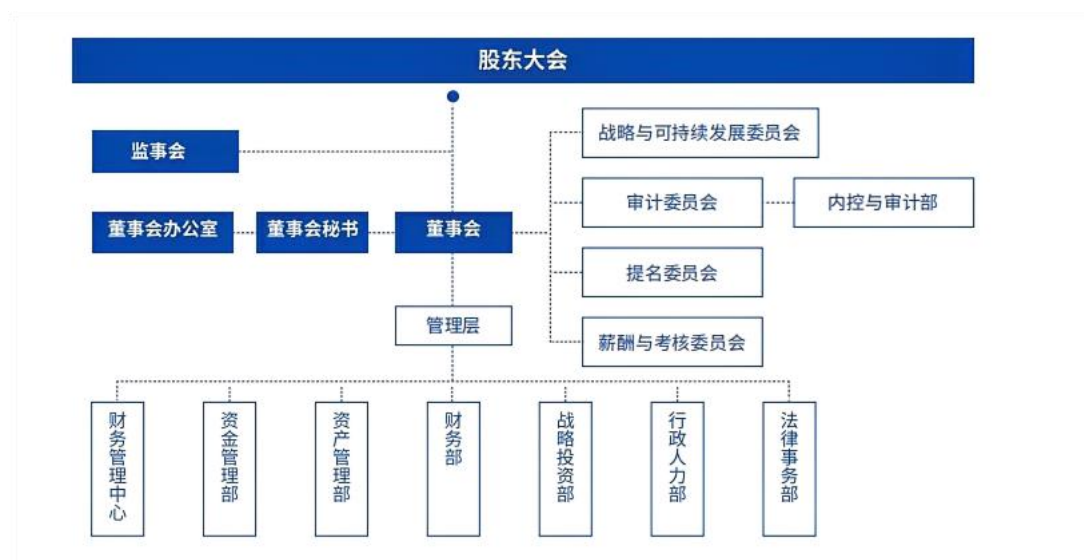 股东大会
战略与可持续发展委员会
监事会
审计委员会
内控与审计部
董事会办公室
董事会秘书
董事会
提名委员会
管理层
薪酬与考核委员会
财务管理中心
资金管理部
资产管理部
财务部
战略投资部
行政人力部
法律事务部